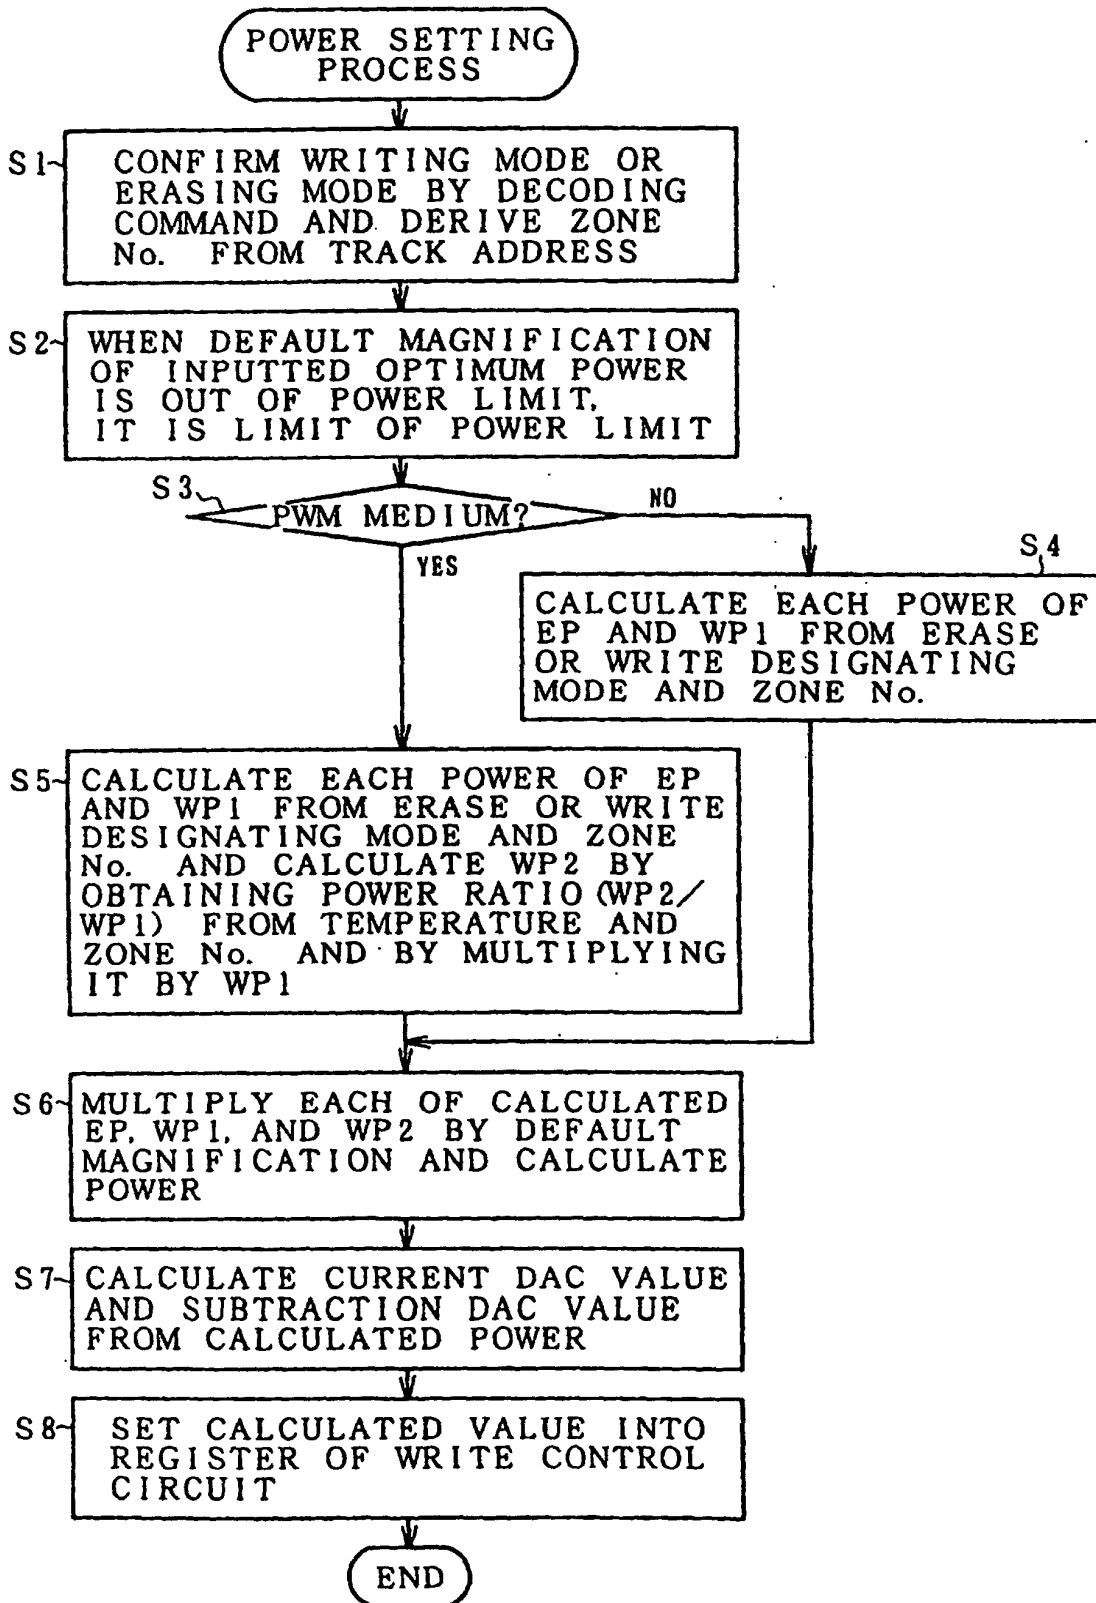 POWER SETTING
PROCESS
S1
CONFIRM WRITING MODE OR
ERASING MODE BY DECODING
COMMAND AND DERIVE ZONE
No. FROM TRACK ADDRESS
S2
WHEN DEFAULT MAGNIFICATION
OF INPUTTED OPTIMUM POWER
IS OUT OF POWER LIMIT,
IT IS LIMIT OF POWER LIMIT
S3
PWM MEDIUM?
NO
YES
S4
CALCULATE EACH POWER OF
EP AND WP1 FROM ERASE
OR WRITE DESIGNATING
MODE AND ZONE No.
S5
CALCULATE EACH POWER OF EP
AND WP1 FROM ERASE OR WRITE
DESIGNATING MODE AND ZONE
No. AND CALCULATE WP2 BY
OBTAINING POWER RATIO (WP2/
WP1) FROM TEMPERATURE AND
ZONE No. AND BY MULTIPLYING
IT BY WP1
S6
MULTIPLY EACH OF CALCULATED
EP, WP1, AND WP2 BY DEFAULT
MAGNIFICATION AND CALCULATE
POWER
S7
CALCULATE CURRENT DAC VALUE
AND SUBTRACTION DAC VALUE
FROM CALCULATED POWER
S8
SET CALCULATED VALUE INTO
REGISTER OF WRITE CONTROL
CIRCUIT
END